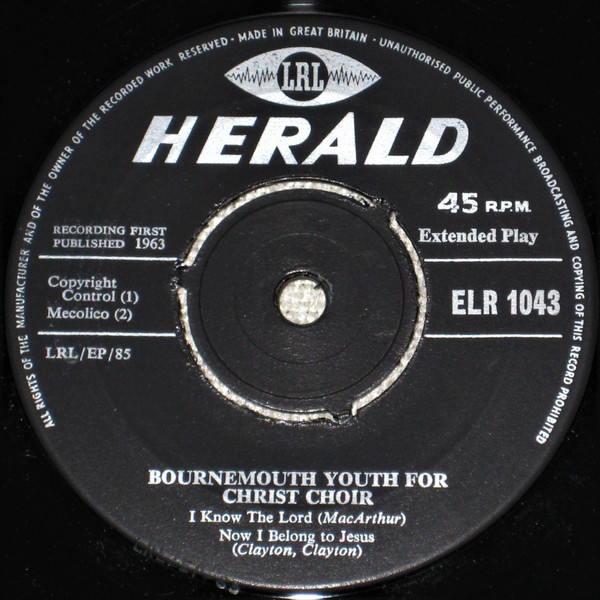 ALL RIGHTS OF THE MANUFACTURER AND OF THE OWNER OF THE RECORDED WORK RESERVED · MADE IN GREAT BRITAIN · UNAUTHORISED PUBLIC PERFORMANCE BROADCASTING AND COPYING OF THIS RECORD PROHIBITED
LRL
HERALD
45 R.P.M.
Extended Play
RECORDING FIRST
PUBLISHED 1963
Copyright
Control (1)
Mecolico (2)
ELR 1043
LRL/EP/85
BOURNEMOUTH YOUTH FOR
CHRIST CHOIR
I Know The Lord (MacArthur)
Now I Belong to Jesus
(Clayton, Clayton)